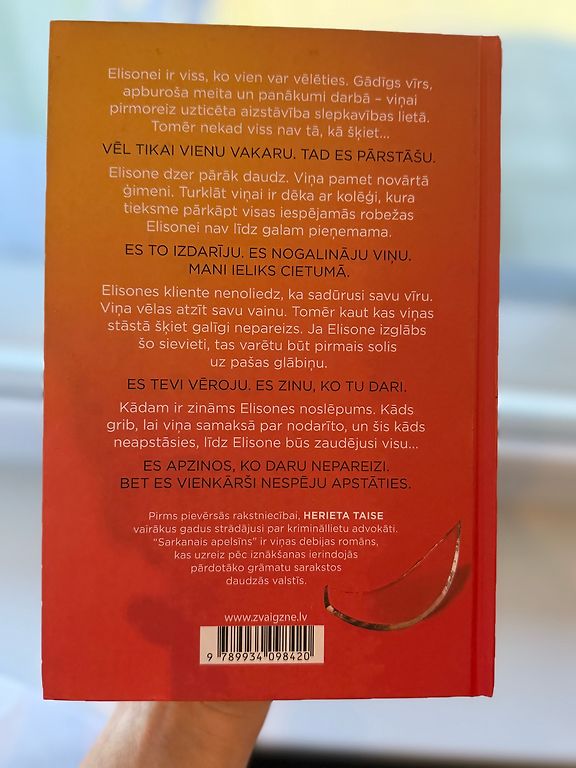 Elisonei ir viss, ko vien var vēlēties. Gādīgs vīrs,
apburoša meita un panākumi darbā – viņai
pirmoreiz uzticēta aizstāvība slepkavības lietā.
Tomēr nekad viss nav tā, kā šķiet...
VĒL TIKAI VIENU VAKARU. TAD ES PĀRSTĀŠU.
Elisone dzer pārāk daudz. Viņa pamet novārtā
ģimeni. Turklāt viņai ir dēka ar kolēģi, kura
tieksme pārkāpt visas iespējamās robežas
Elisonei nav līdz galam pieņemama.
ES TO IZDARĪJU. ES NOGALINĀJU VIŅU.
MANI IELIKS CIETUMĀ.
Elisones kliente nenoliedz, ka sadūrusi savu vīru.
Viņa vēlas atzīt savu vainu. Tomēr kaut kas viņas
stāstā šķiet galīgi nepareizs. Ja Elisone izglābs
šo sievieti, tas varētu būt pirmais solis
uz pašas glābiņu.
ES TEVI VĒROJU. ES ZINU, KO TU DARI.
Kādam ir zināms Elisones noslēpums. Kāds
grib, lai viņa samaksā par nodarīto, un šis kāds
neapstāsies, līdz Elisone būs zaudējusi visu...
ES APZINOS, KO DARU NEPAREIZI.
BET ES VIENKĀRŠI NESPĒJU APSTĀTIES.
Pirms pievērsās rakstniecībai, HERIETA TAISE
vairākus gadus strādājusi par krimināllietu advokāti.
"Sarkanais apelsīns" ir viņas debijas romāns,
kas uzreiz pēc iznākšanas ierindojās
pārdotāko grāmatu sarakstos
daudzās valstīs.
www.zvaigzne.lv
9 789934 098420